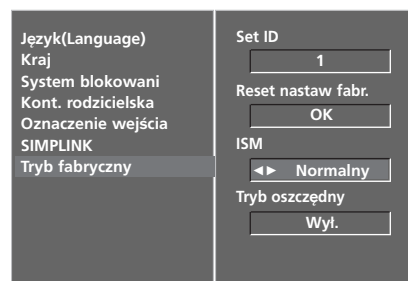 Język(Language)
Kraj
System blokowani
Kont. rodzicielska
Oznaczenie wejścia
SIMPLINK
Tryb fabryczny
Set ID
1
Reset nastaw fabr.
OK
ISM
◄► Normalny
Tryb oszczędny
Wył.